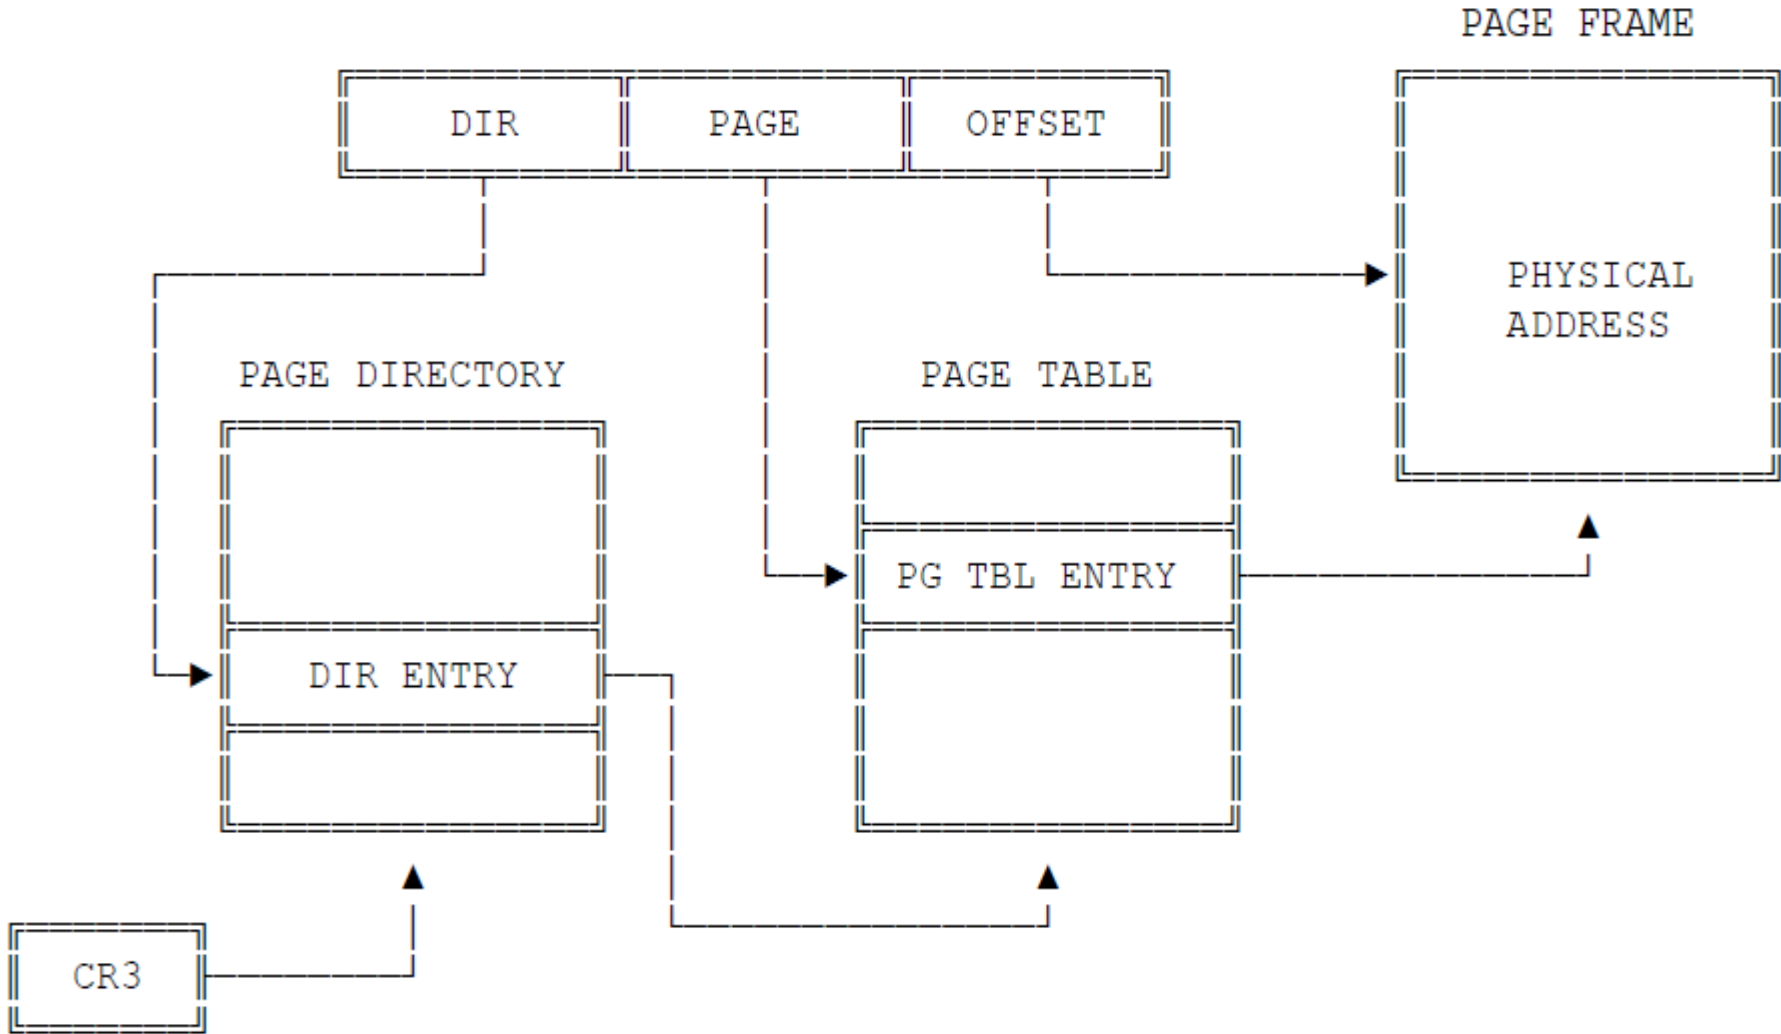 PAGE FRAME
DIR PAGE OFFSET
PHYSICAL
ADDRESS
PAGE DIRECTORY PAGE TABLE
PG TBL ENTRY
DIR ENTRY
CR3